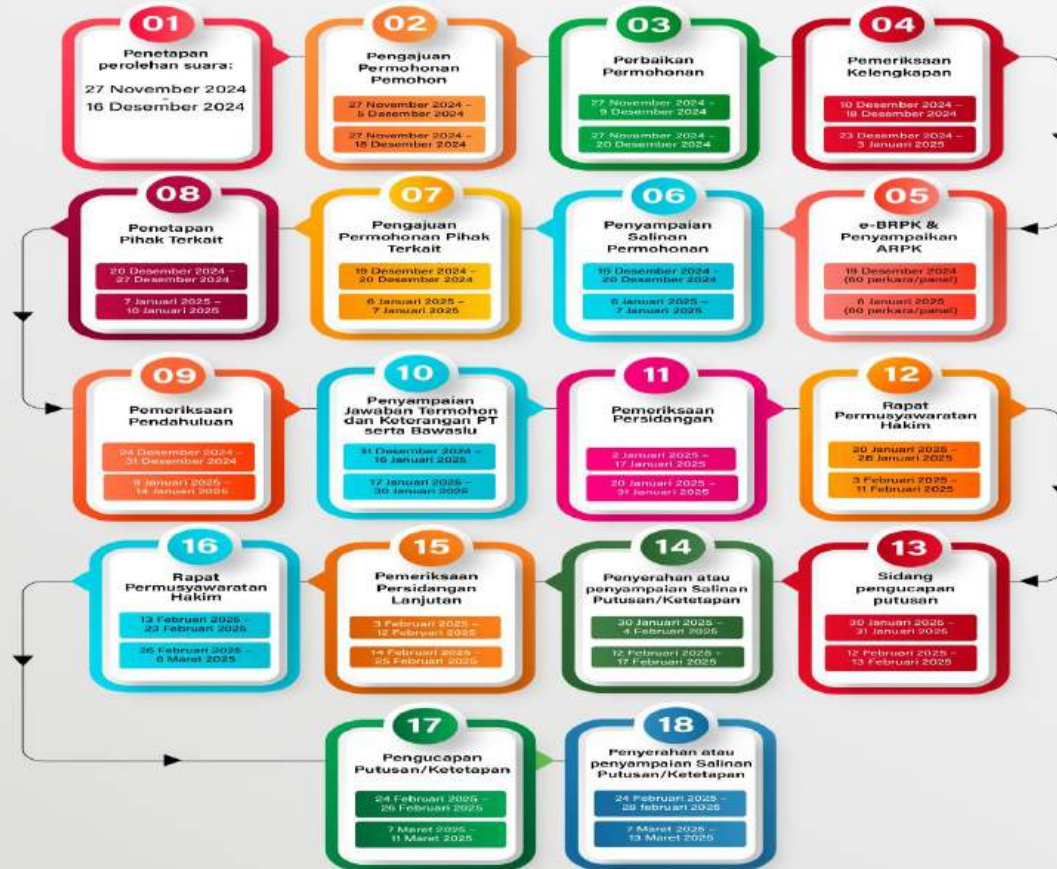 01
Penetapan
perolehan suara:
27 November 2024
–
16 Desember 2024
02
Pengajuan
Permohonan
Pemohon
27 November 2024 –
5 Desember 2024
27 November 2024 –
18 Desember 2024
03
Perbaikan
Permohonan
27 November 2024 –
9 Desember 2024
27 November 2024 –
20 Desember 2024
04
Pemeriksaan
Kelengkapan
10 Desember 2024 –
18 Desember 2024
23 Desember 2024 –
3 Januari 2025
05
e-BRPK &
Penyampaikan
ARPK
19 Desember 2024
(60 perkara/panel)
6 Januari 2025
(60 perkara/panel)
06
Penyampaian
Salinan
Permohonan
19 Desember 2024 –
20 Desember 2024
6 Januari 2025 –
7 Januari 2025
07
Pengajuan
Permohonan Pihak
Terkait
19 Desember 2024 –
20 Desember 2024
6 Januari 2025 –
7 Januari 2025
08
Penetapan
Pihak Terkait
20 Desember 2024 –
27 Desember 2024
7 Januari 2025 –
10 Januari 2025
09
Pemeriksaan
Pendahuluan
24 Desember 2024 –
31 Desember 2024
Januari 2025 –
14 Januari 2025
10
Penyampaian
Jawaban Termohon
dan Keterangan PT
serta Bawaslu
31 Desember 2024 –
16 Januari 2025
17 Januari 2025 –
30 Januari 2025
11
Pemeriksaan
Persidangan
2 Januari 2025 –
17 Januari 2025
20 Januari 2025 –
31 Januari 2025
12
Rapat
Permusyawaratan
Hakim
20 Januari 2025 –
28 Januari 2025
3 Februari 2025 –
11 Februari 2025
13
Sidang
pengucapan
putusan
30 Januari 2025 –
31 Januari 2025
12 Februari 2025 –
13 Februari 2025
14
Penyerahan atau
penyampaian Salinan
Putusan/Ketetapan
30 Januari 2025 –
4 Februari 2025
12 Februari 2025 –
17 Februari 2025
15
Pemeriksaan
Persidangan
Lanjutan
3 Februari 2025 –
12 Februari 2025
14 Februari 2025 –
25 Februari 2025
16
Rapat
Permusyawaratan
Hakim
13 Februari 2025 –
23 Februari 2025
26 Februari 2025 –
6 Maret 2025
17
Pengucapan
Putusan/Ketetapan
24 Februari 2025 –
26 Februari 2025
7 Maret 2025 –
11 Maret 2025
18
Penyerahan atau
penyampaian Salinan
Putusan/Ketetapan
24 Februari 2025 –
28 februari 2025
7 Maret 2025 –
13 Maret 2025